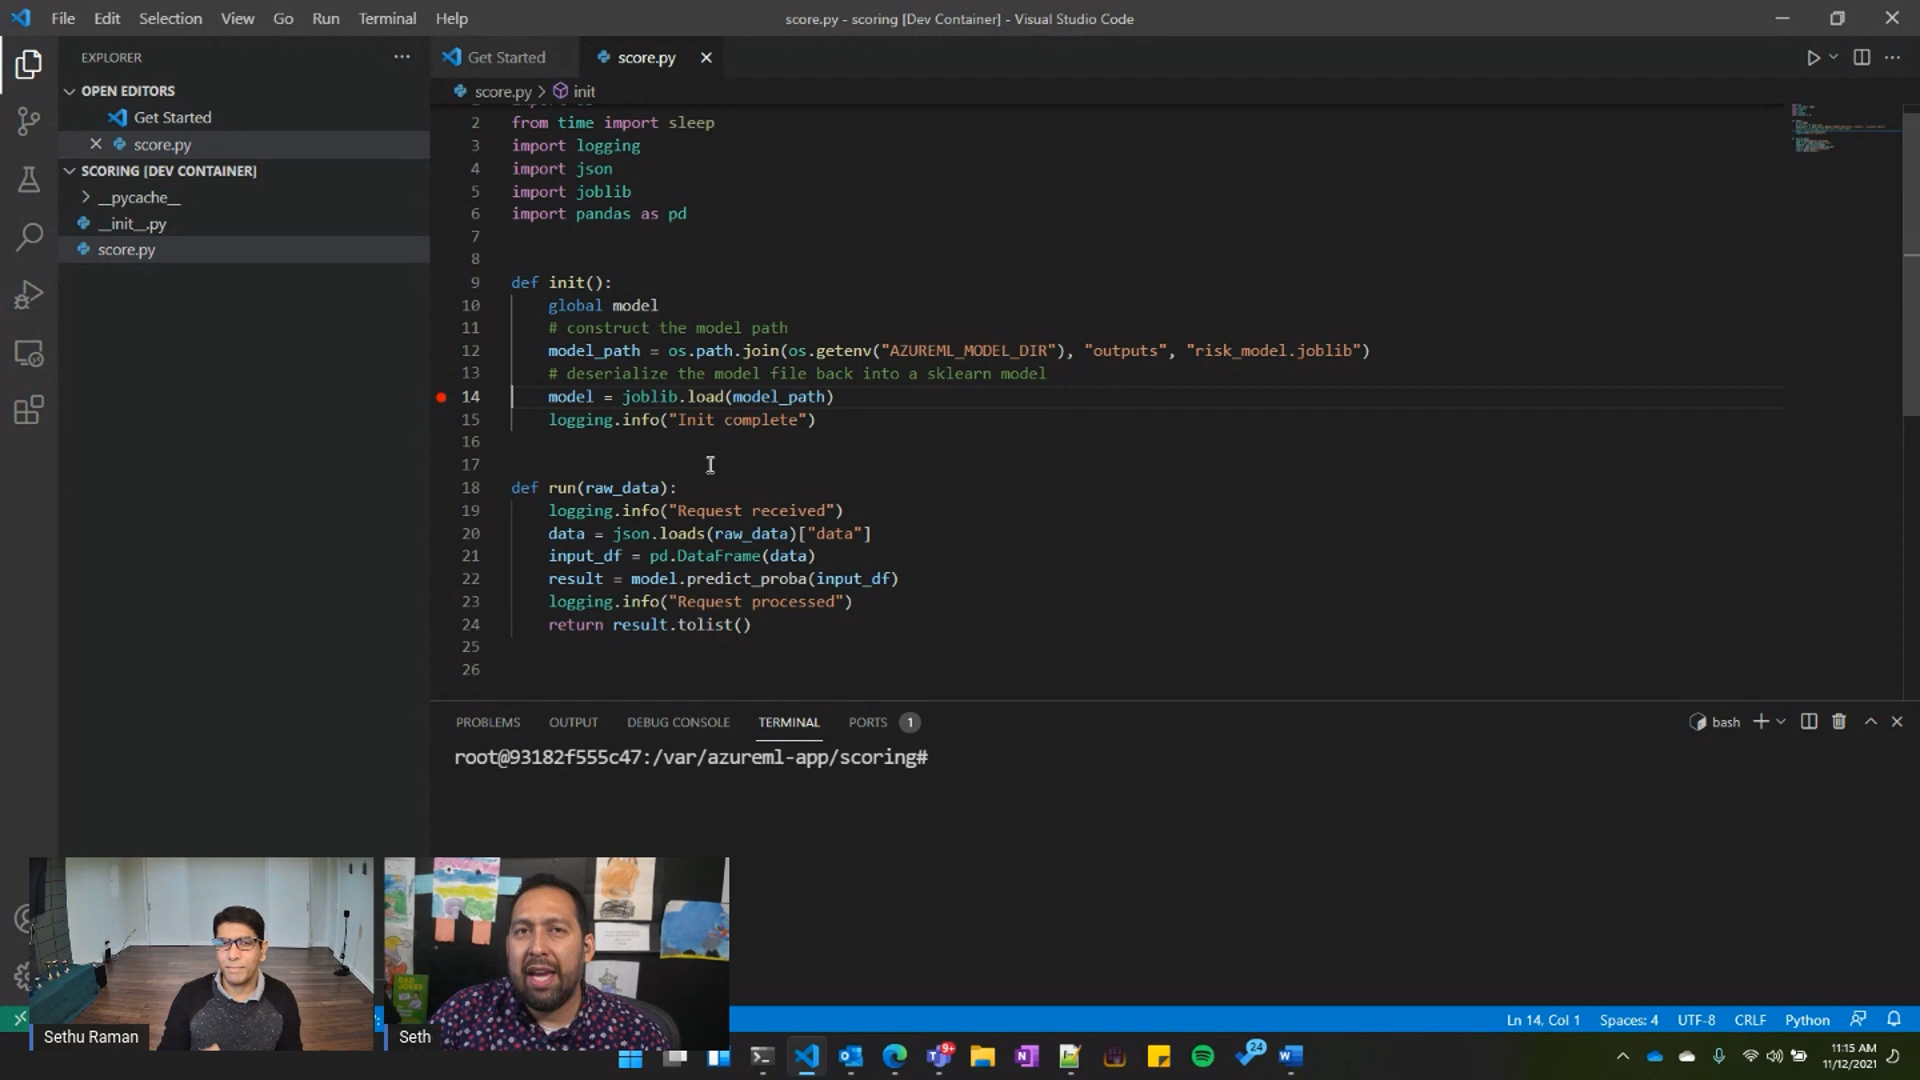 File Edit Selection View Go Run Terminal Help
score.py - scoring [Dev Container] - Visual Studio Code
EXPLORER
OPEN EDITORS
Get Started
score.py
SCORING [DEV CONTAINER]
__pycache__
__init__.py
score.py
Get Started
score.py
score.py > init
2 from time import sleep
3 import logging
4 import json
5 import joblib
6 import pandas as pd
7
8
9 def init():
10 global model
11 # construct the model path
12 model_path = os.path.join(os.getenv("AZUREML_MODEL_DIR"), "outputs", "risk_model.joblib")
13 # deserialize the model file back into a sklearn model
14 model = joblib.load(model_path)
15 logging.info("Init complete")
16
17
18 def run(raw_data):
19 logging.info("Request received")
20 data = json.loads(raw_data)["data"]
21 input_df = pd.DataFrame(data)
22 result = model.predict_proba(input_df)
23 logging.info("Request processed")
24 return result.tolist()
25
26
PROBLEMS OUTPUT DEBUG CONSOLE TERMINAL PORTS 1
bash
root@93182f555c47:/var/azureml-app/scoring#
Sethu Raman
Seth
Ln 14, Col 1 Spaces: 4 UTF-8 CRLF Python
9+
24
11:15 AM
11/12/2021